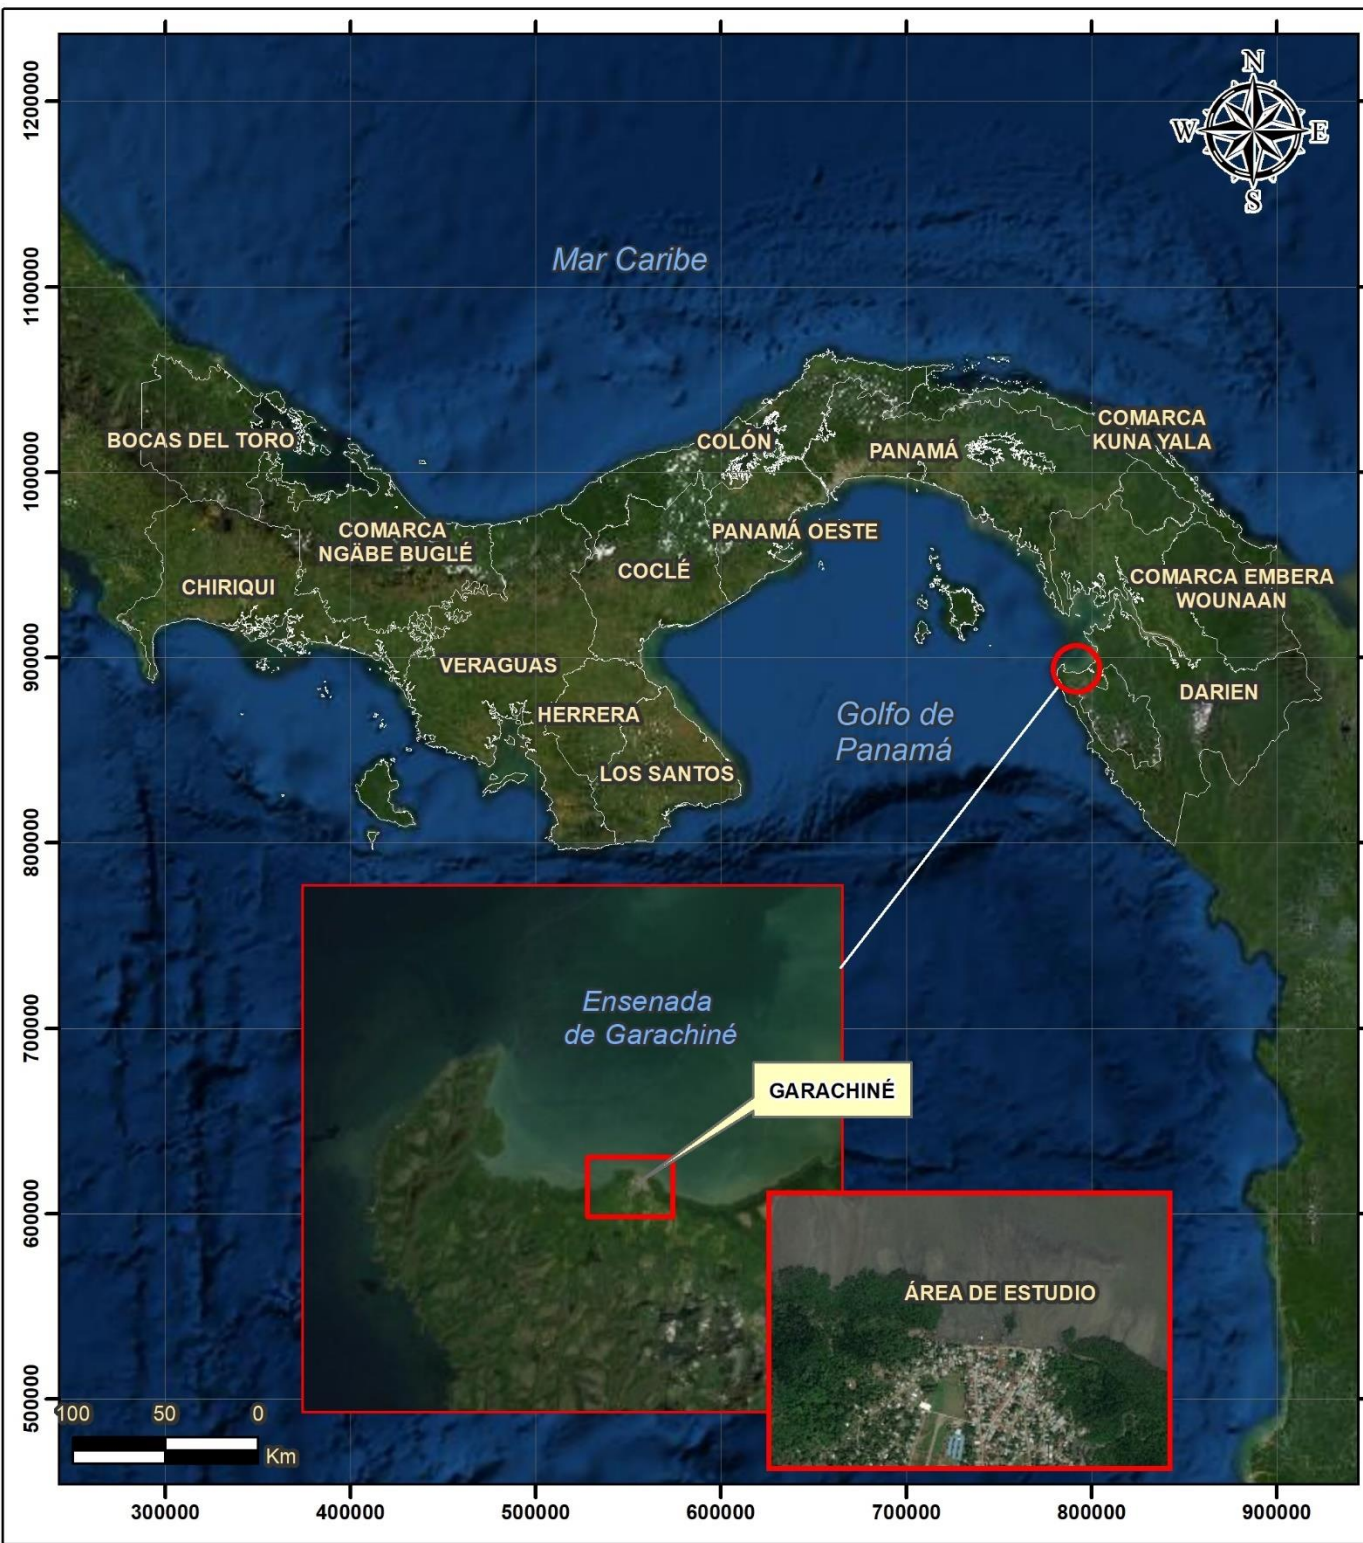 N
W E
S
1200000
1100000
1000000
900000
800000
700000
600000
500000
Mar Caribe
BOCAS DEL TORO
COLÓN
PANAMÁ
COMARCA
KUNA YALA
COMARCA
NGÄBE BUGLÉ
PANAMÁ OESTE
COCLÉ
CHIRIQUI
COMARCA EMBERA
WOUNAAN
VERAGUAS
HERRERA
DARIEN
Golfo de
Panamá
LOS SANTOS
Ensenada
de Garachiné
GARACHINÉ
ÁREA DE ESTUDIO
100 50 0
Km
300000 400000 500000 600000 700000 800000 900000